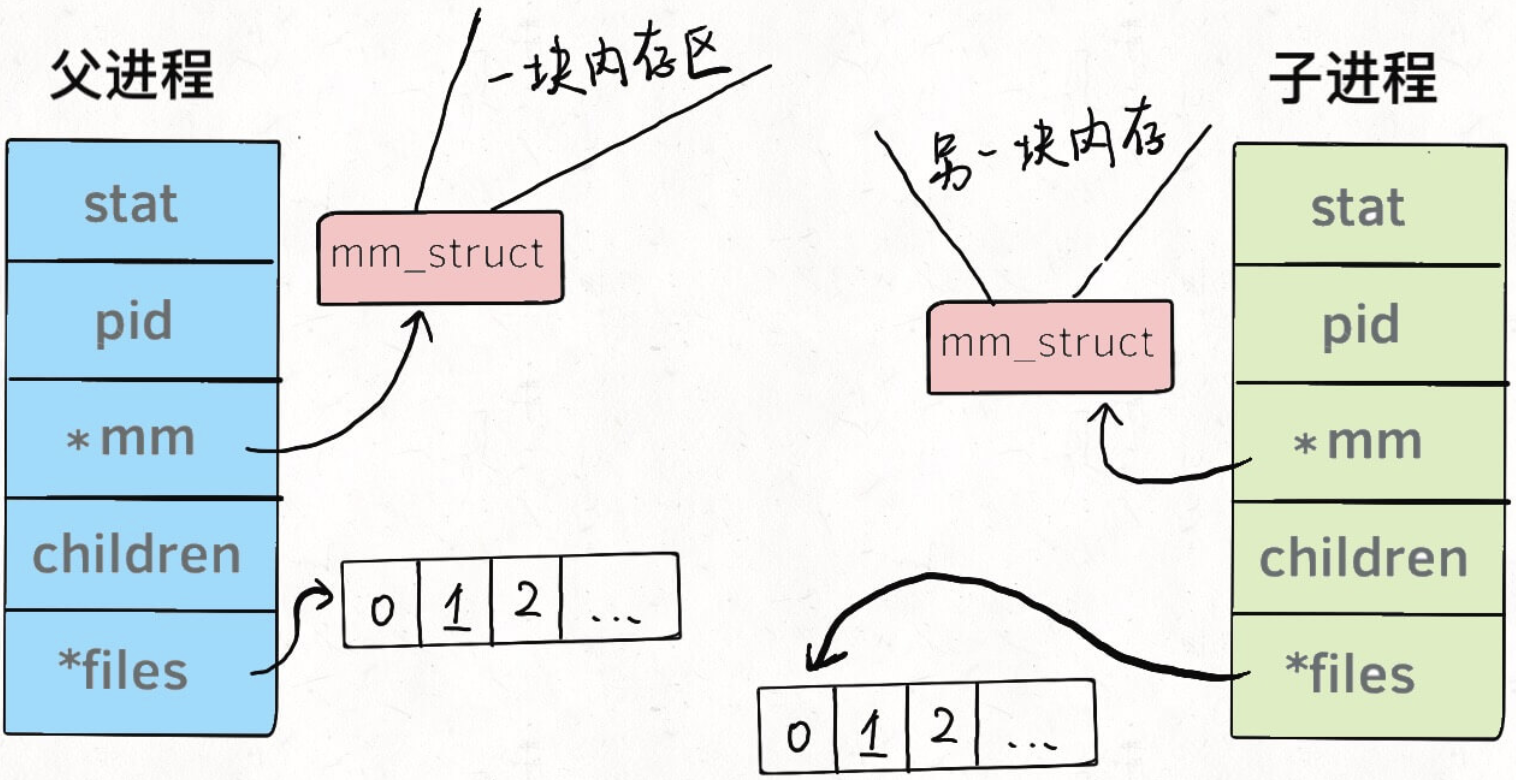 父进程
一块内存区
子进程
另一块内存
stat
mm_struct
stat
pid
mm_struct
pid
*mm
*mm
children
0 1 2 ...
children
*files
0 1 2 ...
*files